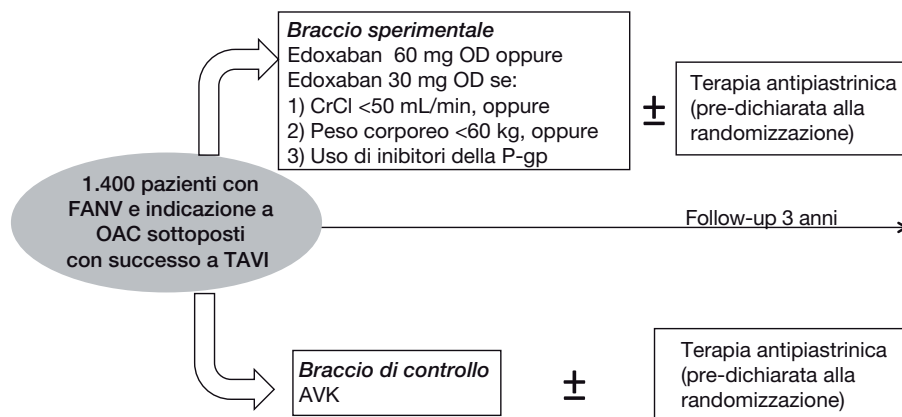 Braccio sperimentale
Edoxaban 60 mg OD oppure
Edoxaban 30 mg OD se:
1) CrCl <50 mL/min, oppure
2) Peso corporeo <60 kg, oppure
3) Uso di inibitori della P-gp
±
Terapia antipiastrinica
(pre-dichiarata alla
randomizzazione)
1.400 pazienti con
FANV e indicazione a
OAC sottoposti
con successo a TAVI
Follow-up 3 anni
Braccio di controllo
AVK
±
Terapia antipiastrinica
(pre-dichiarata alla
randomizzazione)